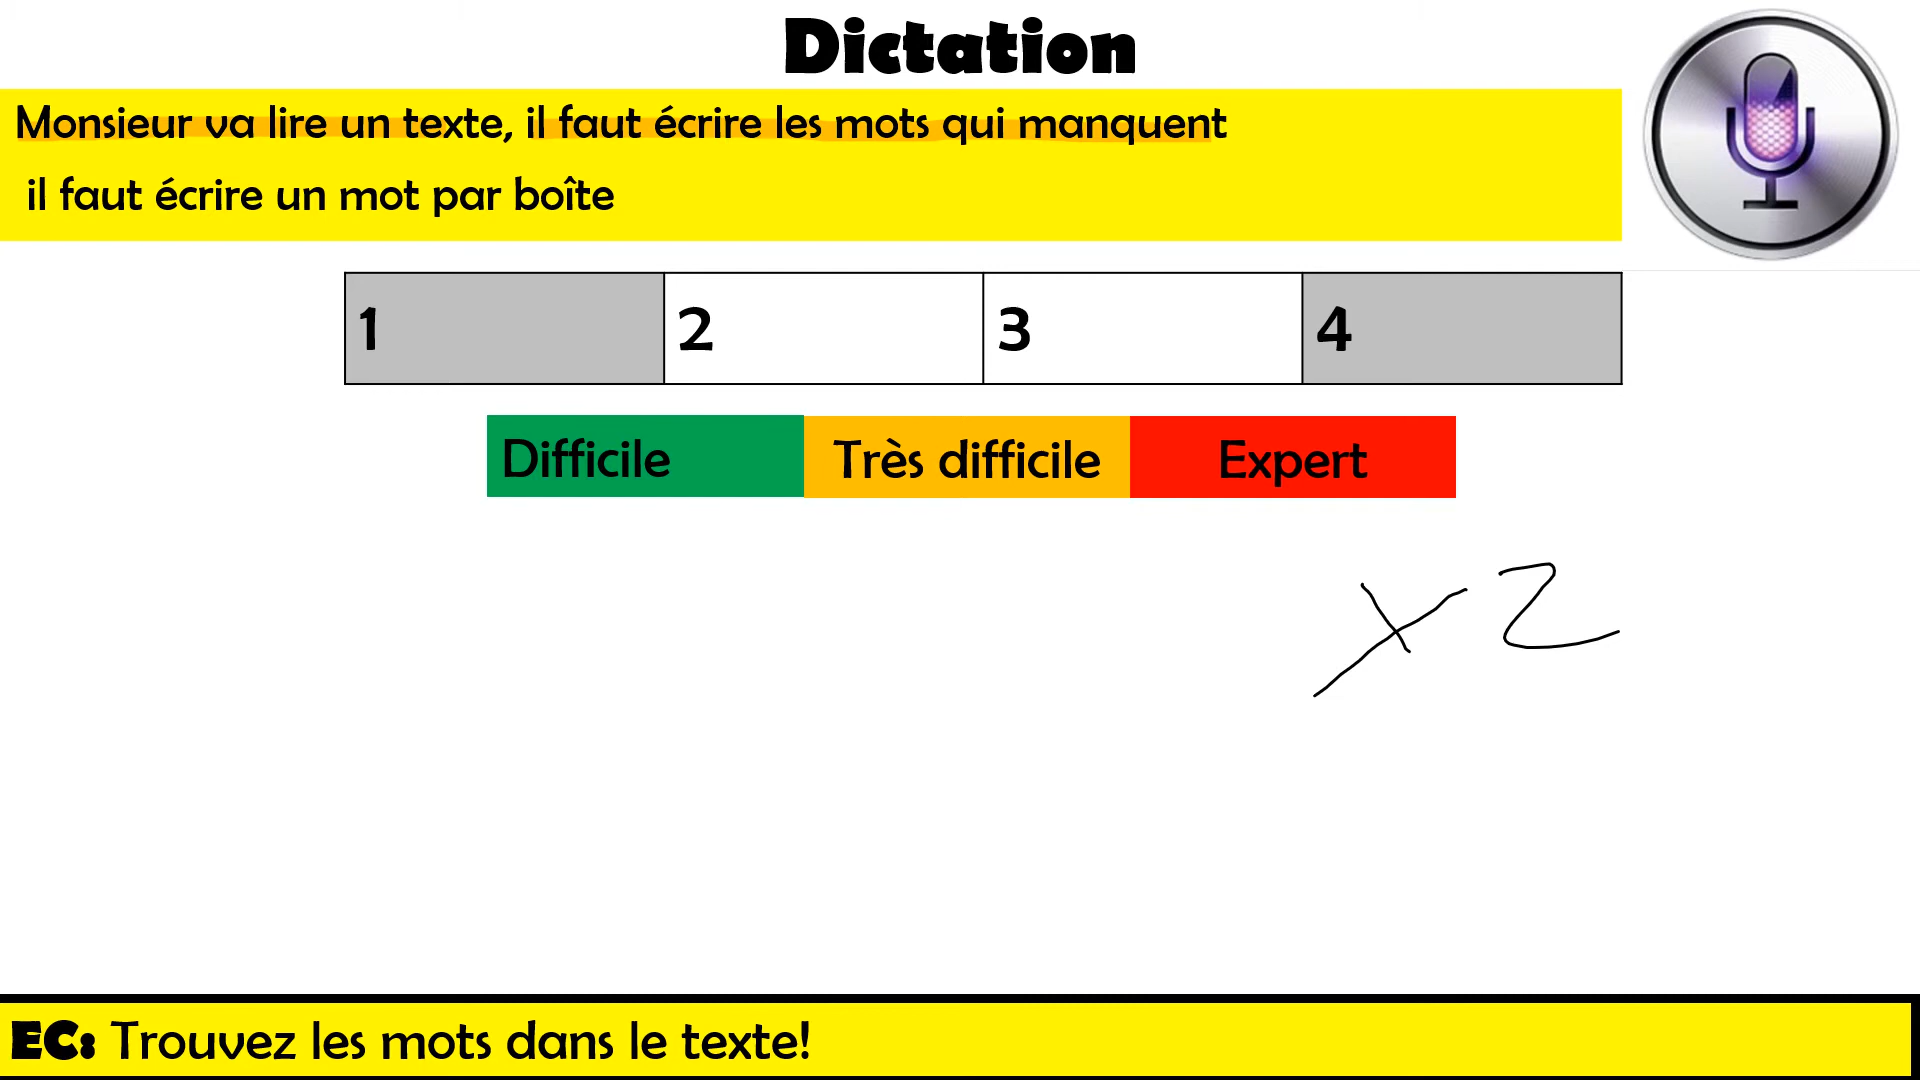 Dictation
Monsieur va lire un texte, il faut écrire les mots qui manquent
il faut écrire un mot par boîte
1 2 3 4
Difficile Très difficile Expert
x2
EC: Trouvez les mots dans le texte!